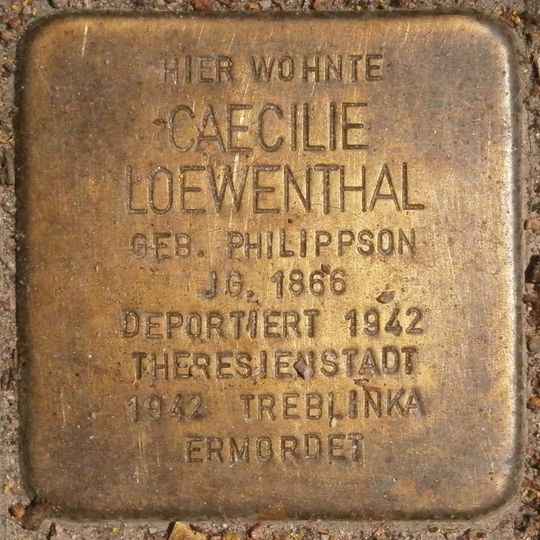 HIER WOHNTE
CAECILIE
LOEWENTHAL
GEB. PHILIPPSON
JG. 1866
DEPORTIERT 1942
THERESIENSTADT
1942 TREBLINKA
ERMORDET